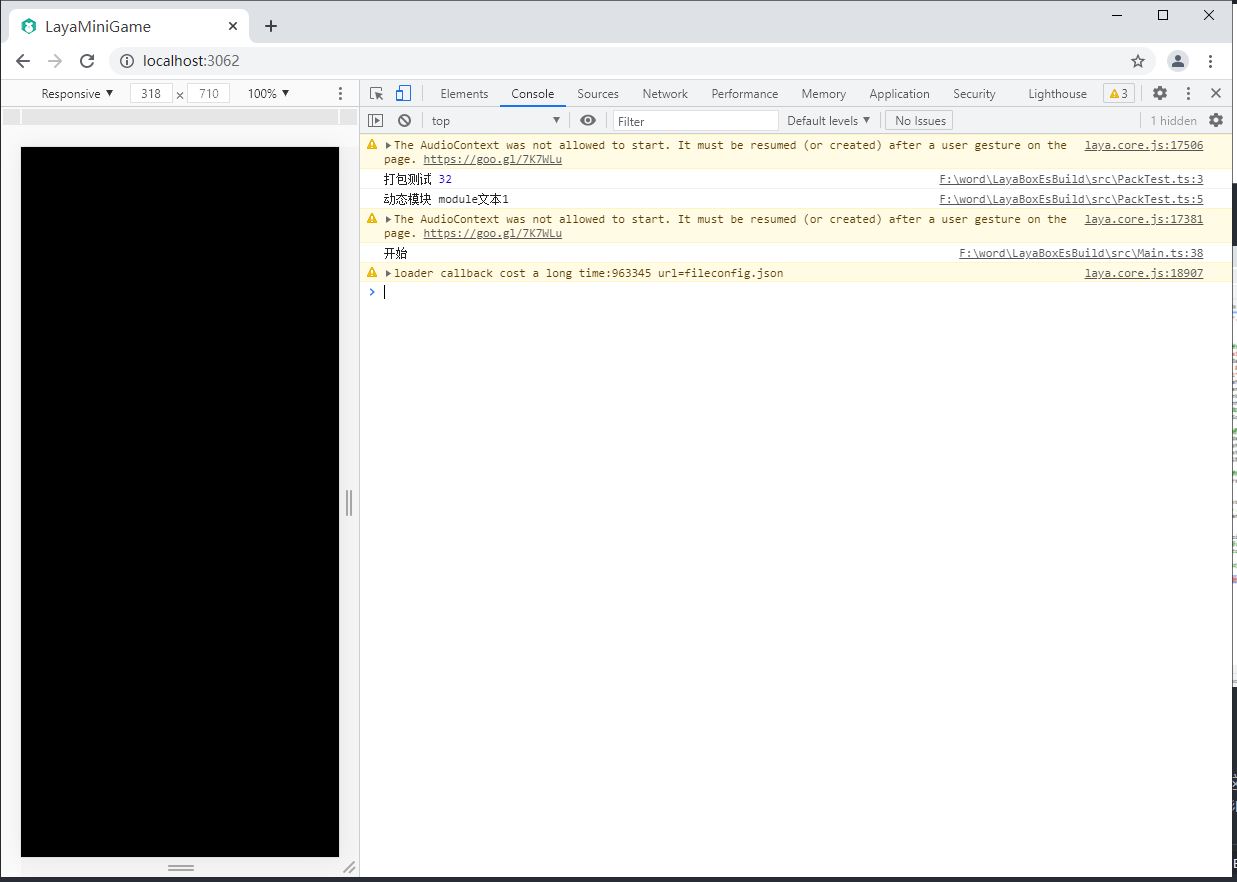 LayaMiniGame
localhost:3062
Responsive 318 × 710 100%
Elements Console Sources Network Performance Memory Application Security Lighthouse 3
top Filter Default levels No Issues 1 hidden
The AudioContext was not allowed to start. It must be resumed (or created) after a user gesture on the laya.core.js:17506
page. https://goo.gl/7K7WLu
打包测试 32 F:\word\LayaBoxEsBuild\src\PackTest.ts:3
动态模块 module文本1 F:\word\LayaBoxEsBuild\src\PackTest.ts:5
The AudioContext was not allowed to start. It must be resumed (or created) after a user gesture on the laya.core.js:17381
page. https://goo.gl/7K7WLu
开始 F:\word\LayaBoxEsBuild\src\Main.ts:38
loader callback cost a long time:963345 url=fileconfig.json laya.core.js:18907